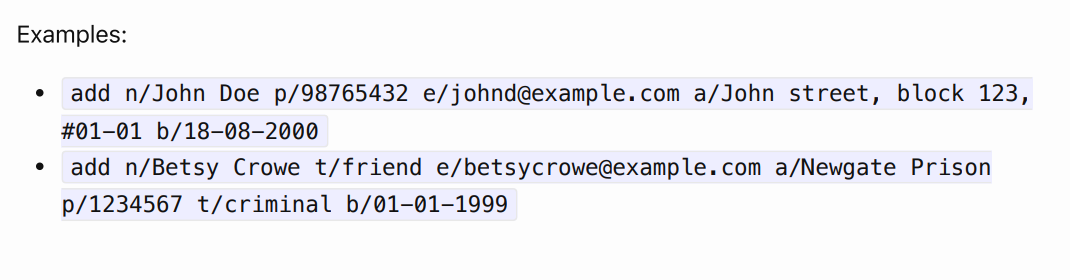 Examples:
• add n/John Doe p/98765432 e/johnd@example.com a/John street, block 123,
#01-01 b/18-08-2000
• add n/Betsy Crowe t/friend e/betsycrowe@example.com a/Newgate Prison
p/1234567 t/criminal b/01-01-1999